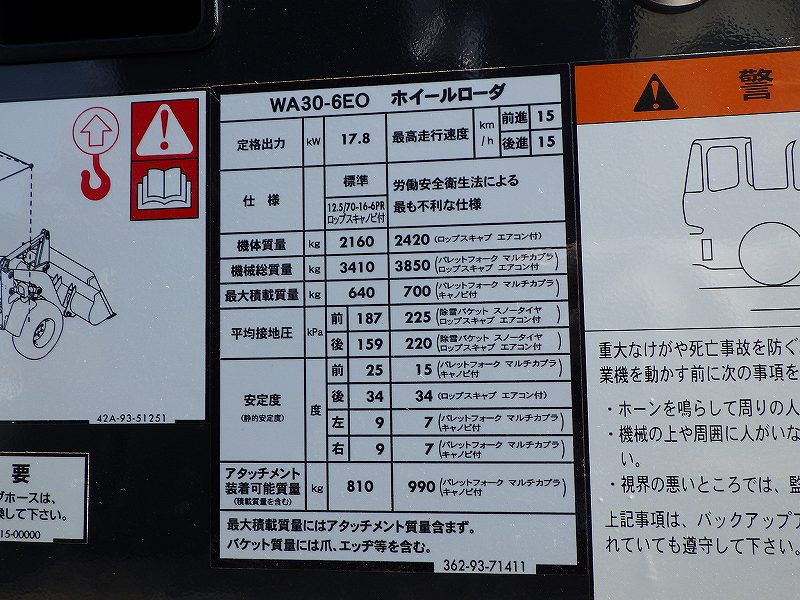 WA30-6E0 ホイールローダ
定格出力 kW 17.8 最高走行速度 km/h 前進 15
後進 15
仕様 標準 労働安全衛生法による
12.5/70-16-6PR 最も不利な仕様
ロップスキャノピ付
機体質量 kg 2160 2420 (ロップスキャブ エアコン付)
機械総質量 kg 3410 3850 (パレットフォーク マルチカプラ
ロップスキャブ エアコン付)
最大積載質量 kg 640 700 (パレットフォーク マルチカプラ
キャノピ付)
平均接地圧 kPa 前 187 225 (除雪バケット スノータイヤ
ロップスキャブ エアコン付)
後 159 220 (除雪バケット スノータイヤ
ロップスキャブ エアコン付)
安定度 (静的安定度) 度 前 25 15 (パレットフォーク マルチカプラ
キャノピ付)
後 34 34 (ロップスキャブ エアコン付)
左 9 7 (パレットフォーク マルチカプラ
キャノピ付)
右 9 7 (パレットフォーク マルチカプラ
キャノピ付)
アタッチメント
装着可能質量 kg 810 990 (パレットフォーク マルチカプラ
キャノピ付)
(積載質量を含む)
最大積載質量にはアタッチメント質量含まず。
バケット質量には爪、エッヂ等を含む。
362-93-71411
42A-93-51251
要
ブホースは、
換して下さい。
15-00000
警
重大なけがや死亡事故を防ぐ
業機を動かす前に次の事項を
・ホーンを鳴らして周りの人
・機械の上や周囲に人がいな
い。
・視界の悪いところでは、監
上記事項は、バックアップア
れていても遵守して下さい。